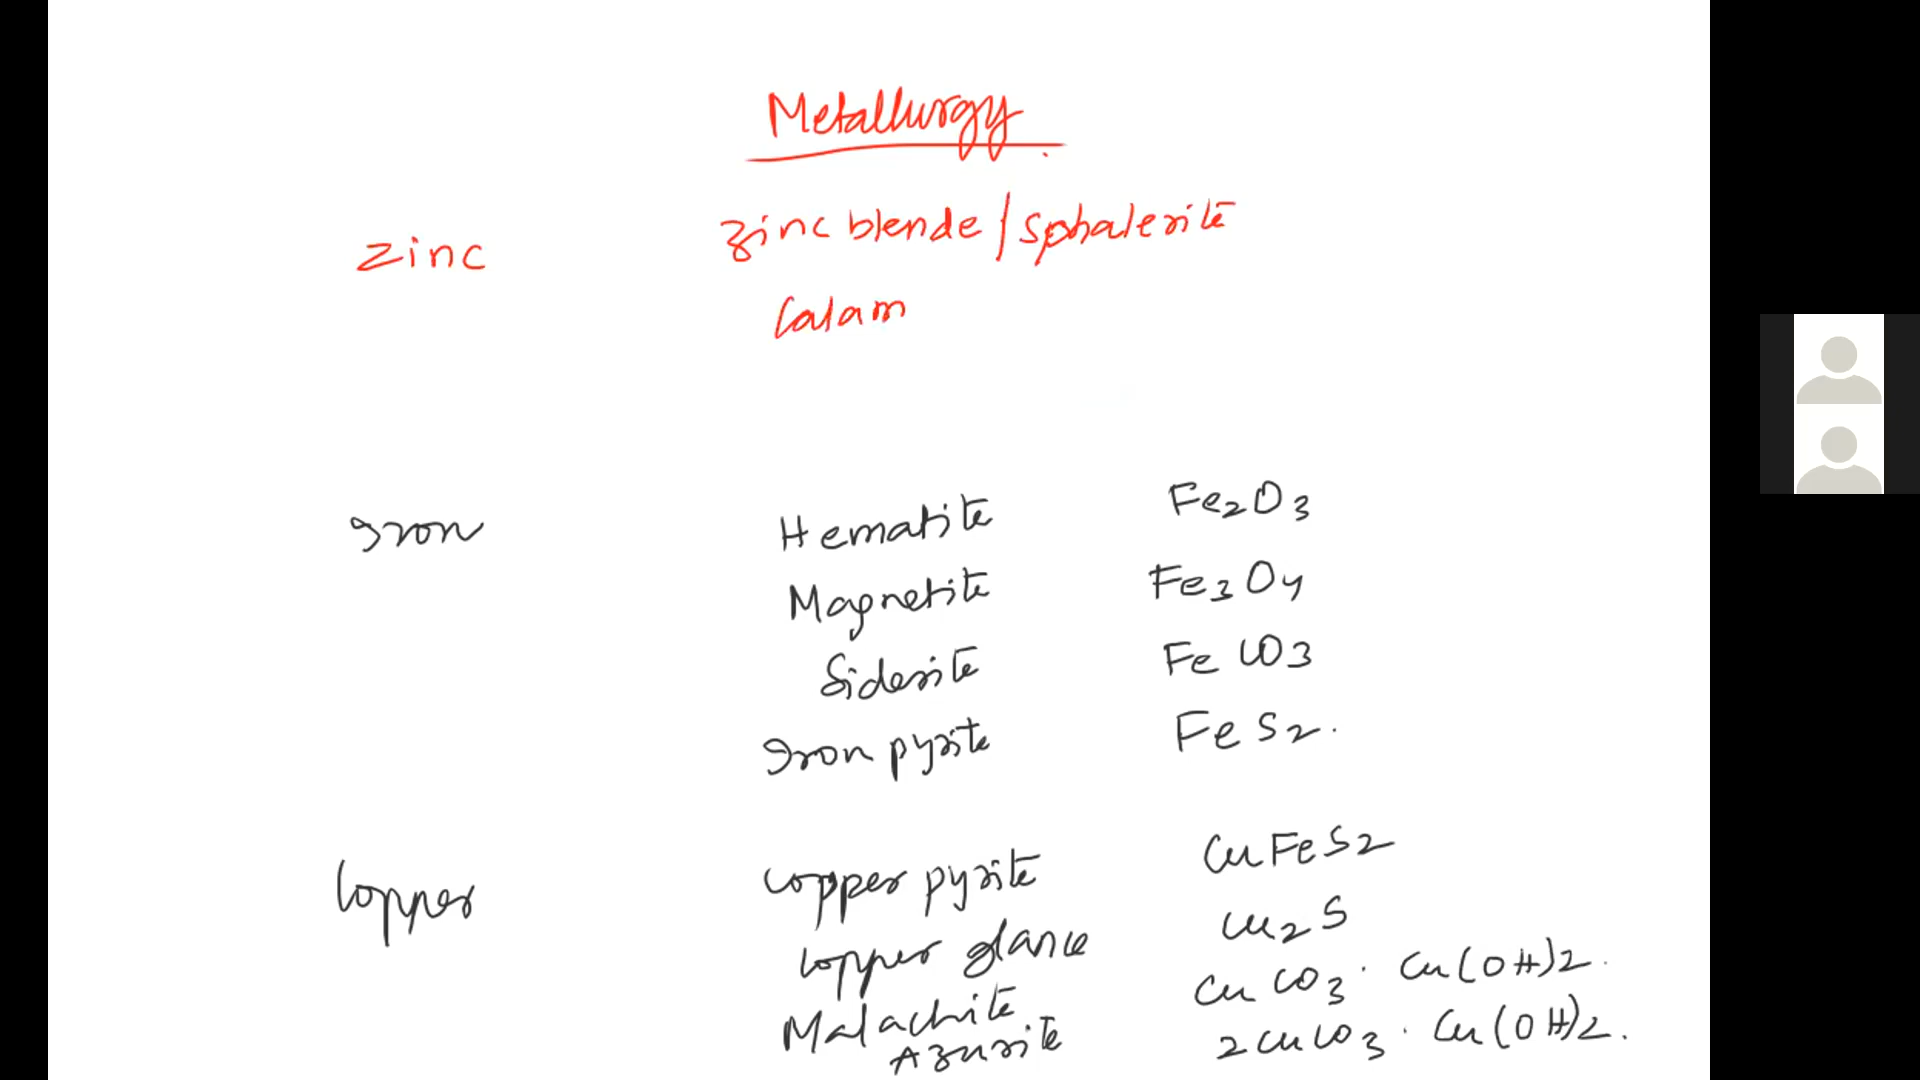 Metallurgy
Zinc Zinc blende / Sphalerite
Calam
Iron Hematite Fe2O3
Magnetite Fe3O4
Siderite FeCO3
Iron pyrite FeS2.
Copper Copper pyrite CuFeS2
Copper glance Cu2S
Malachite CuCO3 . Cu(OH)2.
Azurite 2CuCO3 . Cu(OH)2.